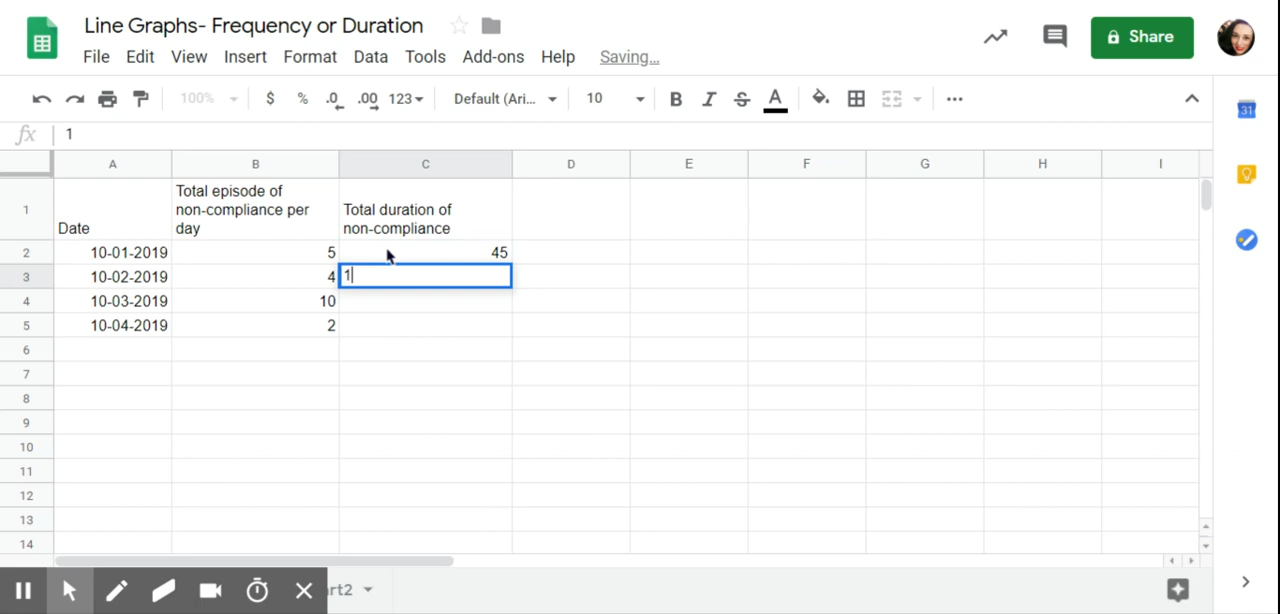 Line Graphs- Frequency or Duration
File Edit View Insert Format Data Tools Add-ons Help Saving...
Share
100% $ % .0 .00 123 Default (Ari... 10 B I S A
31
fx 1
A B C D E F G H I
1 Date Total episode of
non-compliance per
day Total duration of
non-compliance
2 10-01-2019 5 45
3 10-02-2019 4 1
4 10-03-2019 10
5 10-04-2019 2
6
7
8
9
10
11
12
13
14
rt2